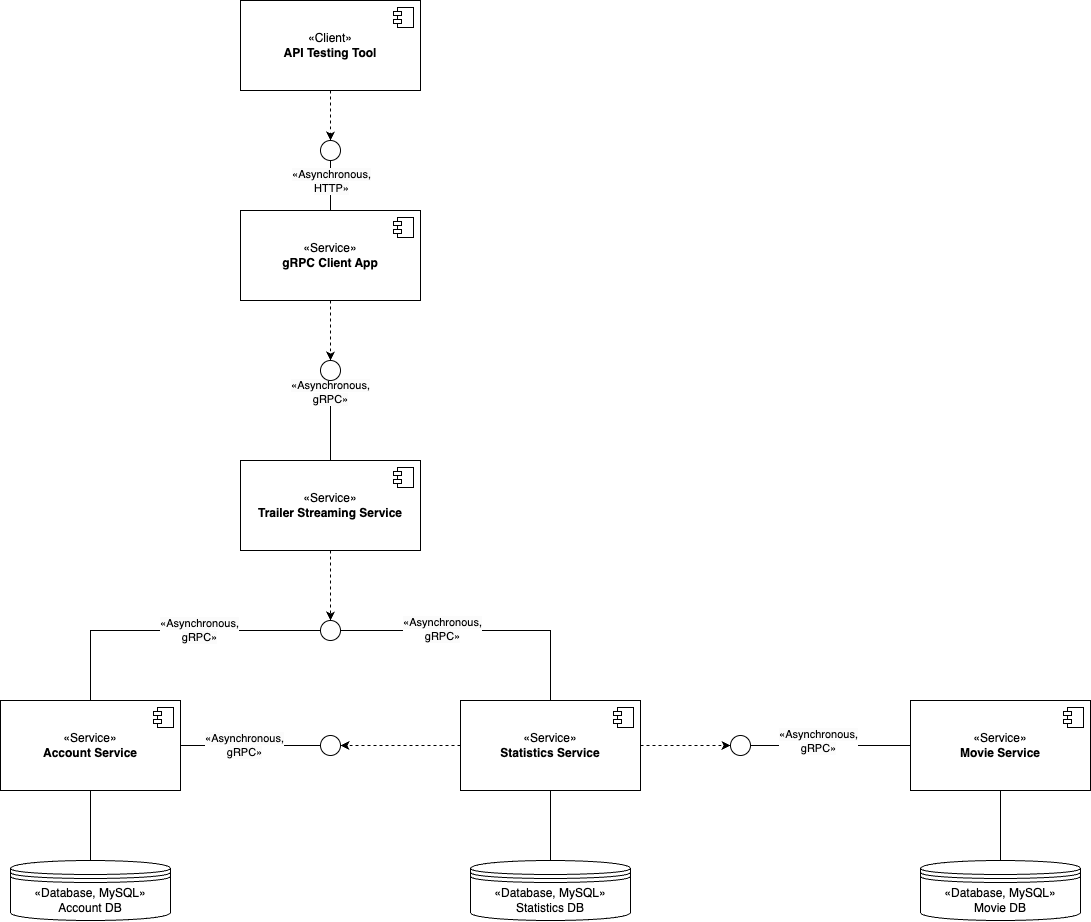 «Client»
API Testing Tool
«Asynchronous,
HTTP»
«Service»
gRPC Client App
«Asynchronous,
gRPC»
«Service»
Trailer Streaming Service
«Asynchronous,
gRPC»
«Asynchronous,
gRPC»
«Service»
Account Service
«Asynchronous,
gRPC»
«Service»
Statistics Service
«Asynchronous,
gRPC»
«Service»
Movie Service
«Database, MySQL»
Account DB
«Database, MySQL»
Statistics DB
«Database, MySQL»
Movie DB